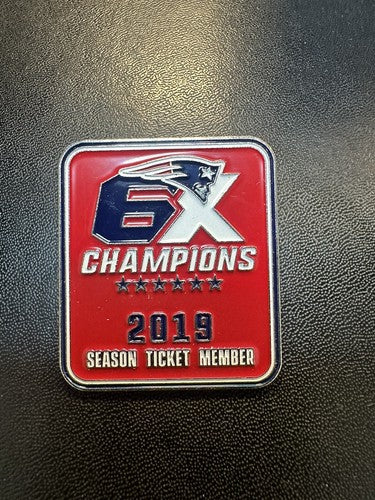 6X
CHAMPIONS
2019
SEASON TICKET MEMBER